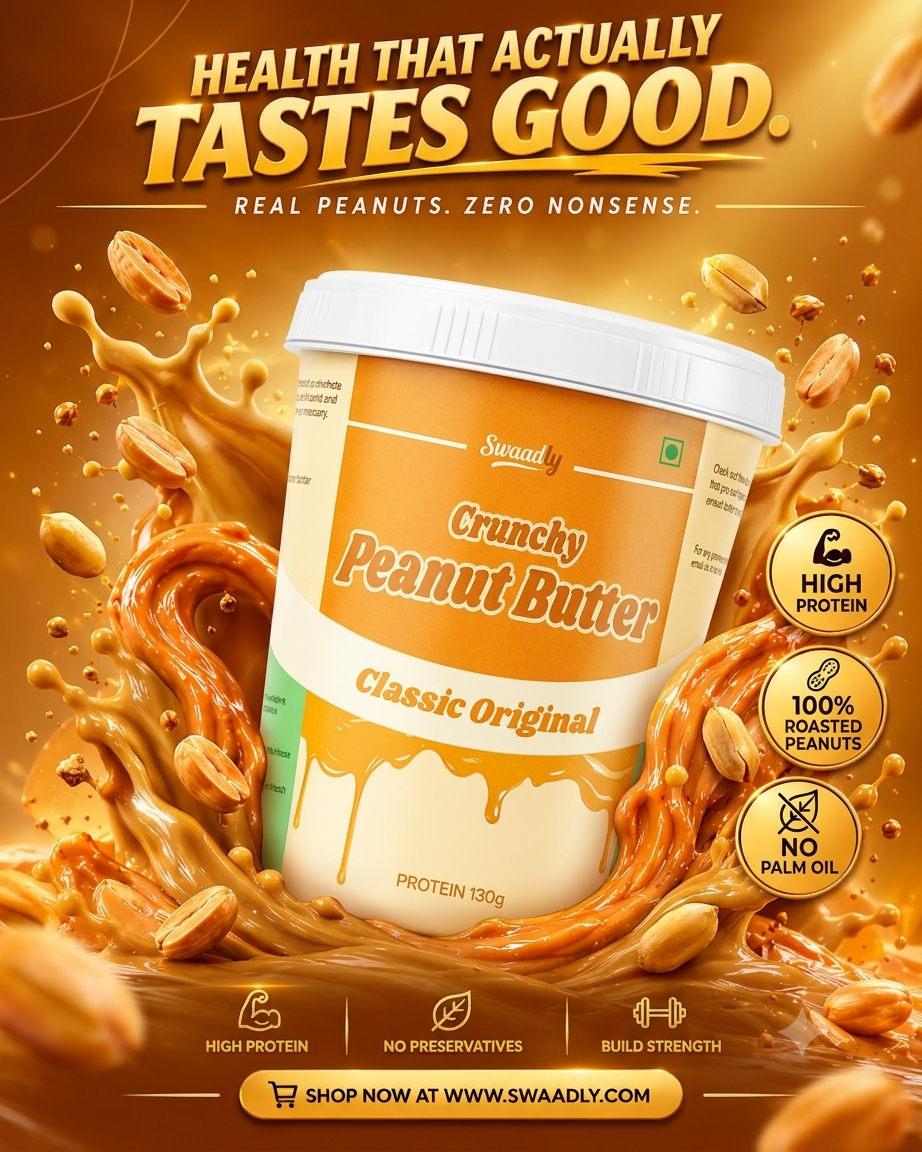 HEALTH THAT ACTUALLY
TASTES GOOD.
REAL PEANUTS. ZERO NONSENSE.
Swaadly
Crunchy
Peanut Butter
Classic Original
PROTEIN 130g
HIGH
PROTEIN
100%
ROASTED
PEANUTS
NO
PALM OIL
HIGH PROTEIN
NO PRESERVATIVES
BUILD STRENGTH
SHOP NOW AT WWW.SWAADLY.COM